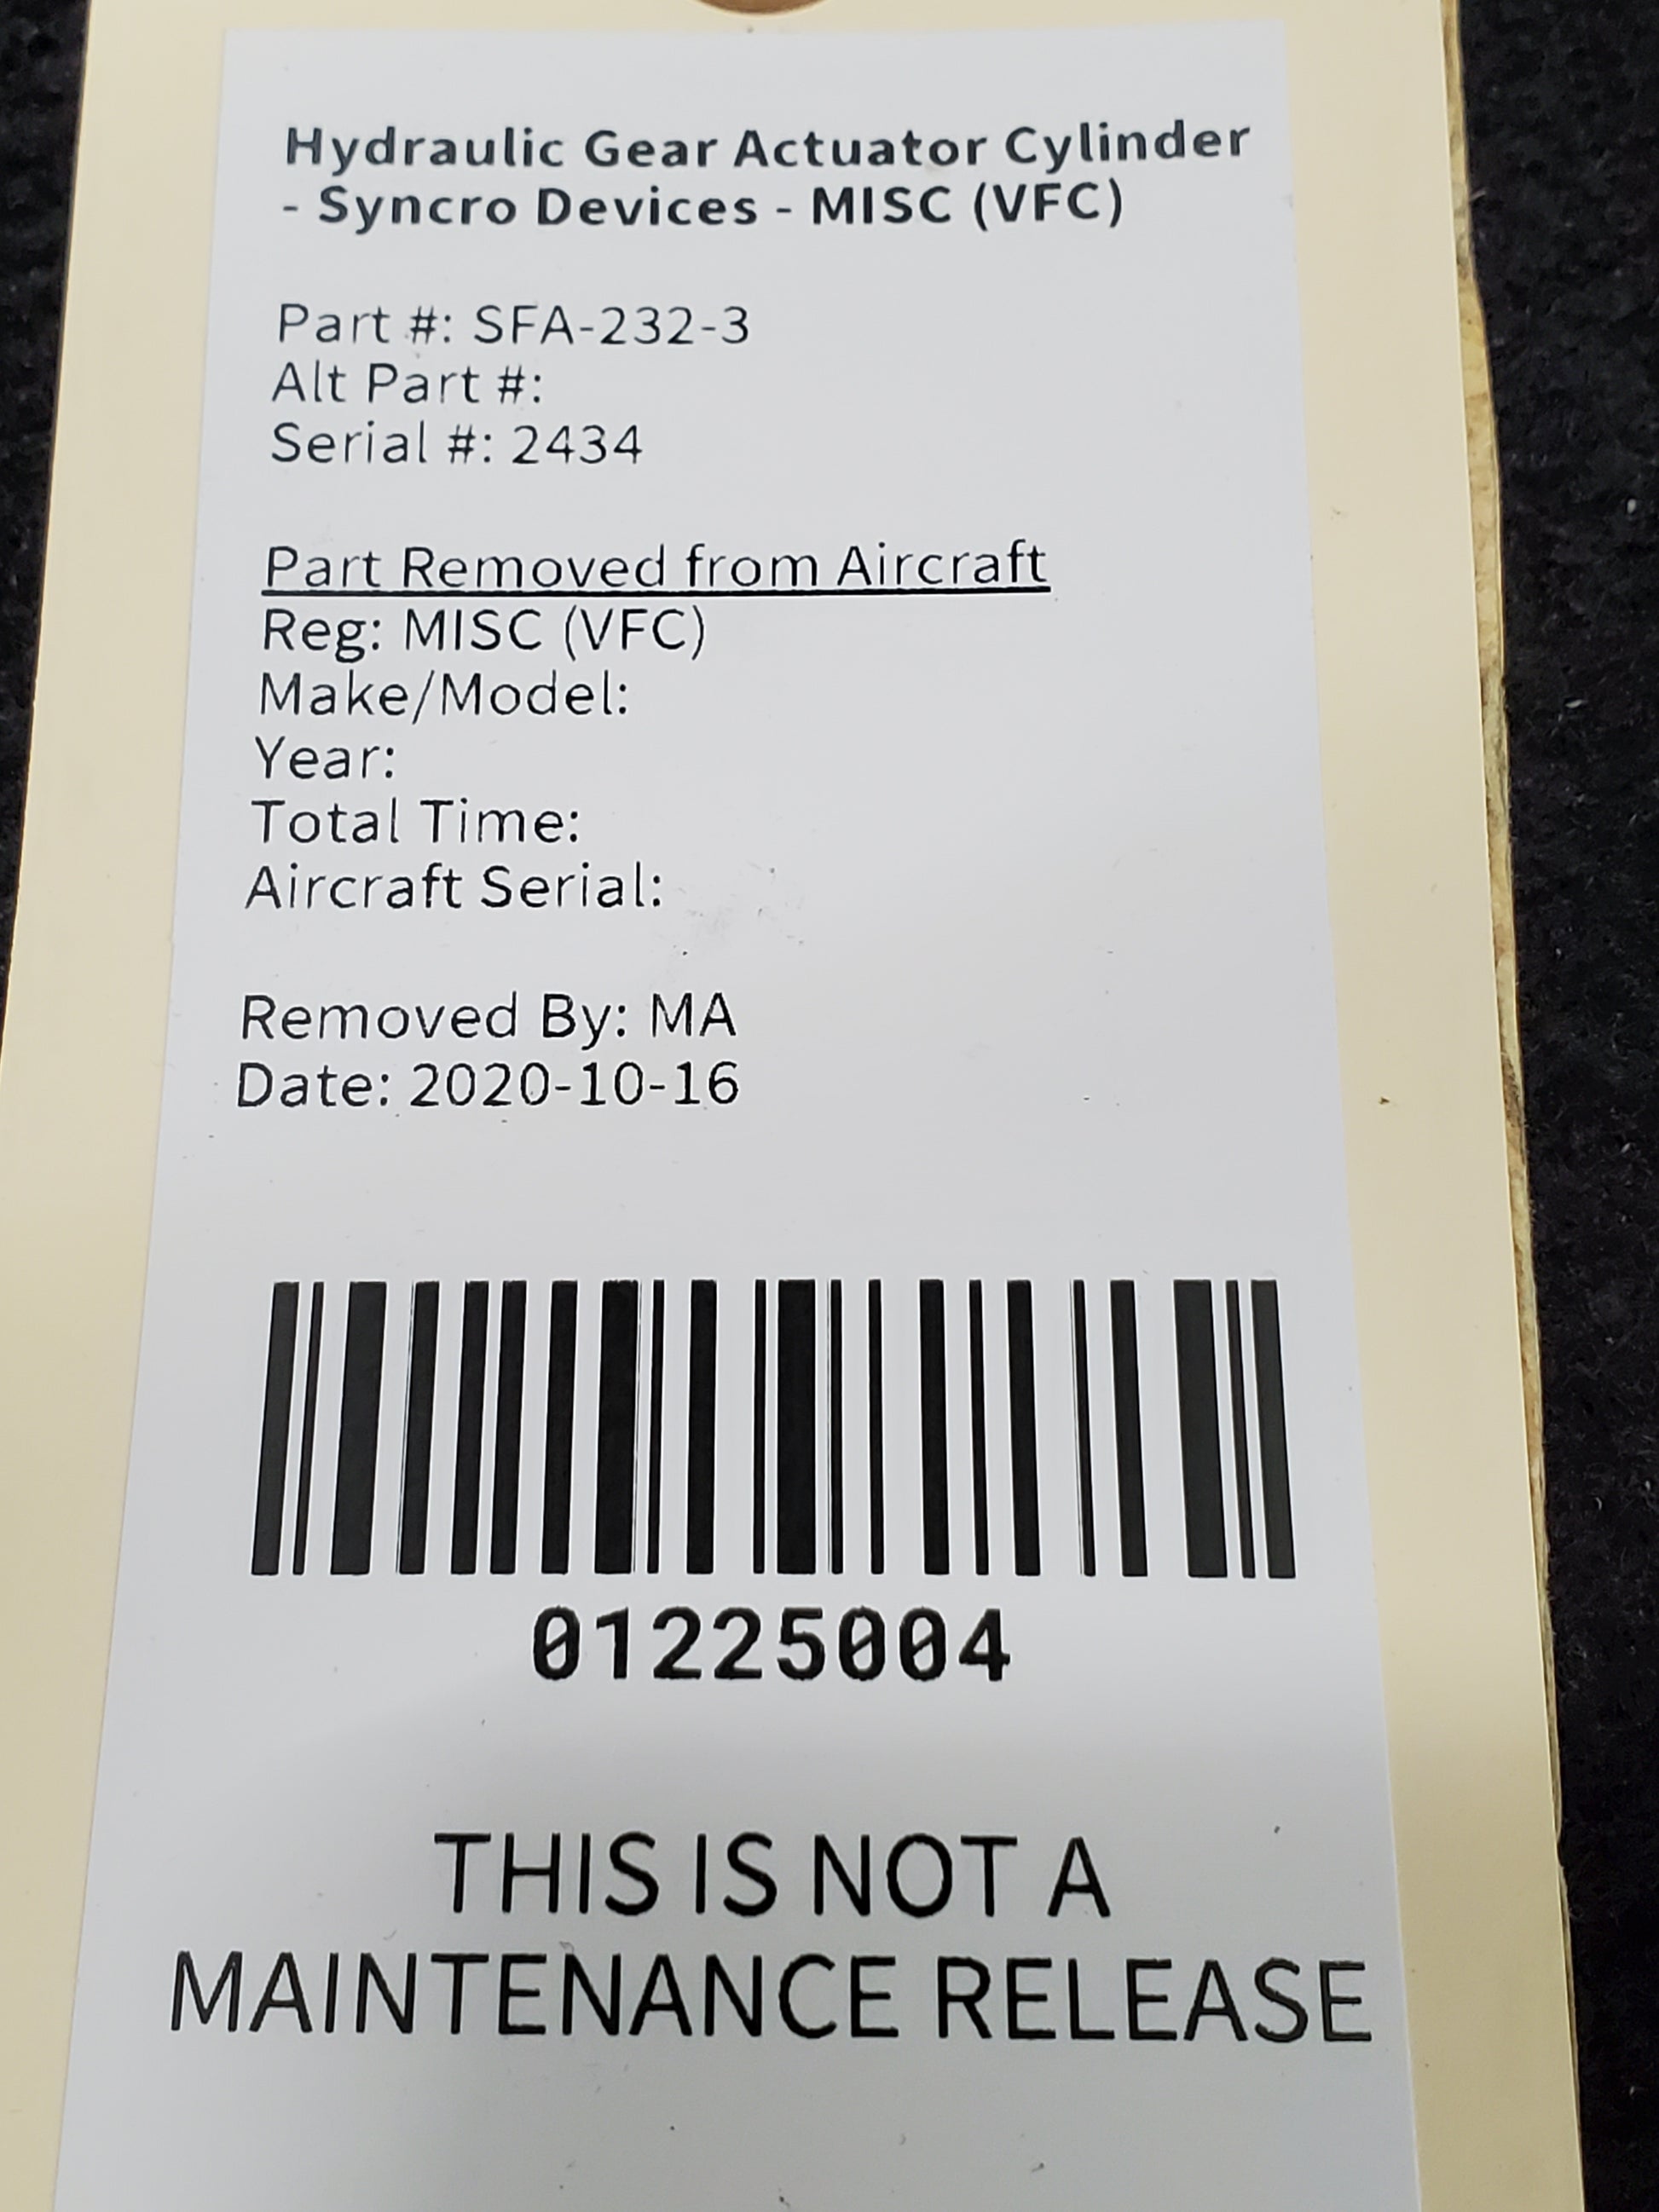 Hydraulic Gear Actuator Cylinder
- Syncro Devices - MISC (VFC)
Part #: SFA-232-3
Alt Part #:
Serial #: 2434
Part Removed from Aircraft
Reg: MISC (VFC)
Make/Model:
Year:
Total Time:
Aircraft Serial:
Removed By: MA
Date: 2020-10-16
01225004
THIS IS NOT A
MAINTENANCE RELEASE